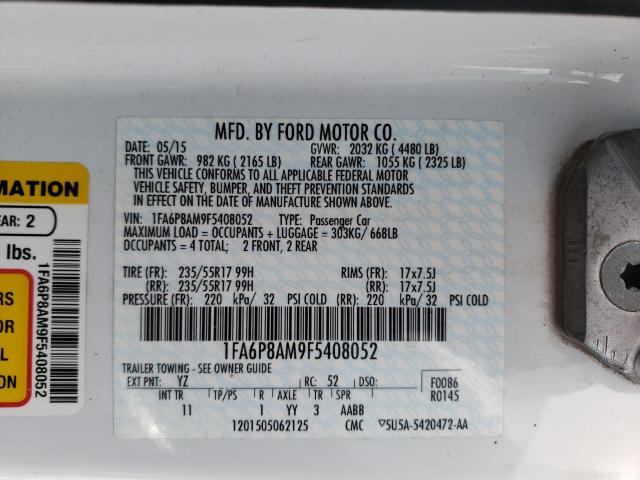 MFD. BY FORD MOTOR CO.
DATE: 05/15 GVWR: 2032 KG ( 4480 LB)
FRONT GAWR: 982 KG ( 2165 LB) REAR GAWR: 1055 KG ( 2325 LB)
THIS VEHICLE CONFORMS TO ALL APPLICABLE FEDERAL MOTOR
VEHICLE SAFETY, BUMPER, AND THEFT PREVENTION STANDARDS
IN EFFECT ON THE DATE OF MANUFACTURE SHOWN ABOVE.
VIN: 1FA6P8AM9F5408052 TYPE: Passenger Car
MAXIMUM LOAD = OCCUPANTS + LUGGAGE = 303KG/ 668LB
OCCUPANTS = 4 TOTAL; 2 FRONT, 2 REAR
TIRE (FR): 235/55R17 99H RIMS (FR): 17x7.5J
(RR): 235/55R17 99H (RR): 17x7.5J
PRESSURE (FR): 220 kPa/ 32 PSI COLD (RR): 220 kPa/ 32 PSI COLD
1FA6P8AM9F5408052
TRAILER TOWING - SEE OWNER GUIDE
EXT PNT: YZ RC: 52 DSO: F0086
INT TR TP/PS R AXLE TR SPR R0145
11 1 YY 3 AABB
1201505062125 CMC ▽5U5A-5420472-AA
MATION
EAR: 2
lbs.
RS
OR
L
ION
1FA6P8AM9F5408052